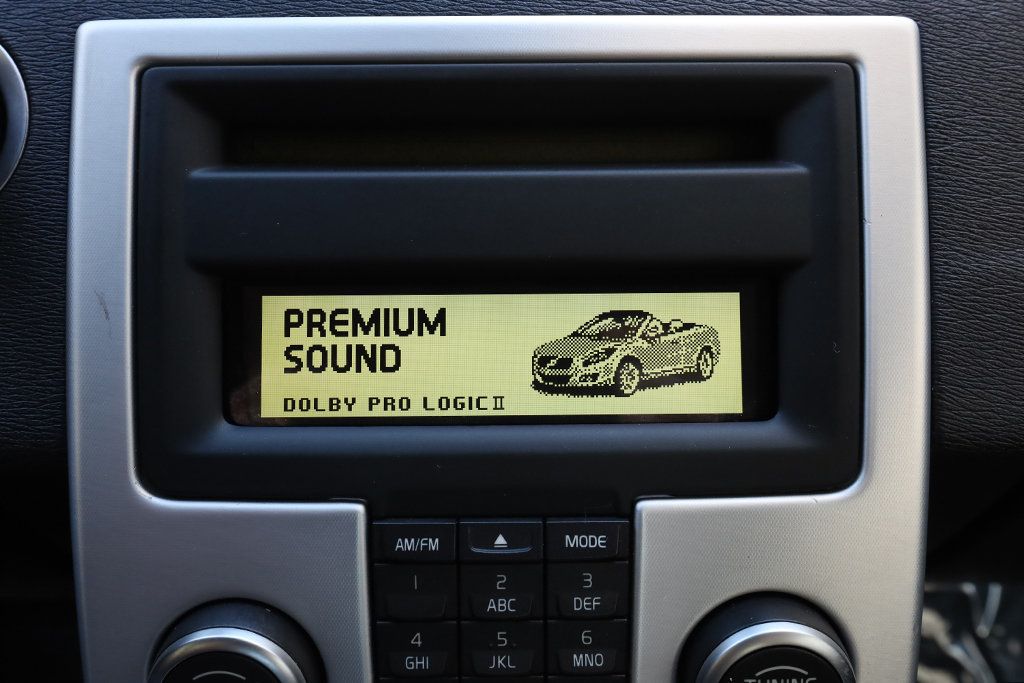 PREMIUM
SOUND
DOLBY PRO LOGIC II
AM/FM
MODE
1
2
3
ABC
DEF
4
5
6
GHI
JKL
MNO
TUNING